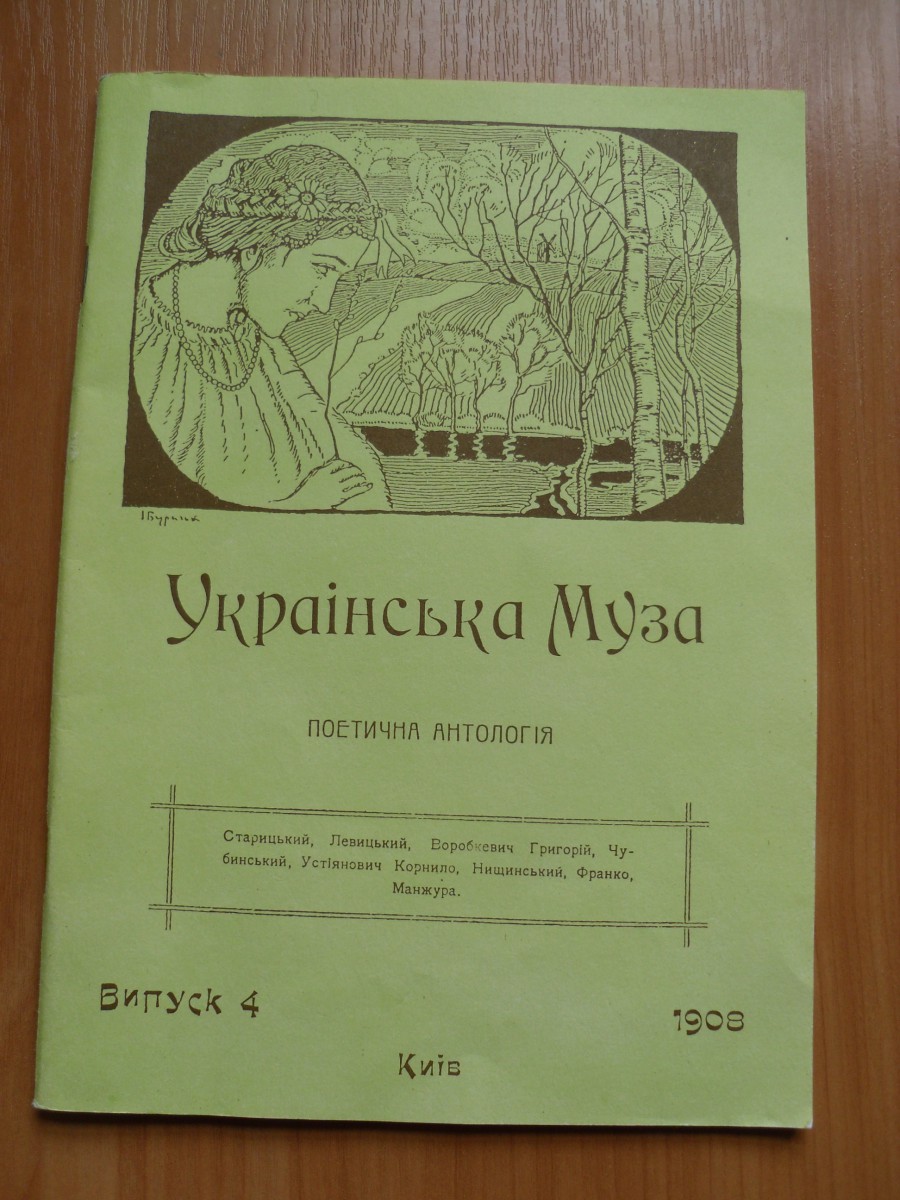 І Бурячк
Українська Муза
ПОЕТИЧНА АНТОЛОГІЯ
Старицький, Левицький, Воробкевич Григорій, Чу-
бинський, Устіянович Корнило, Нищинський, Франко,
Манжура.
Випуск 4
1908
Київ